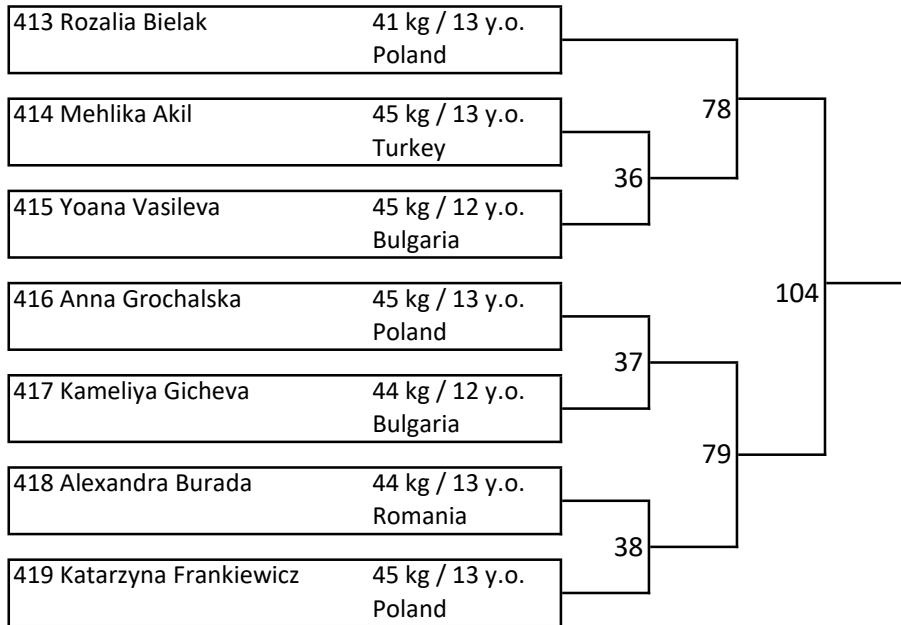 413 Rozalia Bielak 41 kg / 13 y.o.
Poland
78
414 Mehlika Akil 45 kg / 13 y.o.
Turkey
36
415 Yoana Vasileva 45 kg / 12 y.o.
Bulgaria
104
416 Anna Grochalska 45 kg / 13 y.o.
Poland
37
417 Kameliya Gicheva 44 kg / 12 y.o.
Bulgaria
79
418 Alexandra Burada 44 kg / 13 y.o.
Romania
38
419 Katarzyna Frankiewicz 45 kg / 13 y.o.
Poland